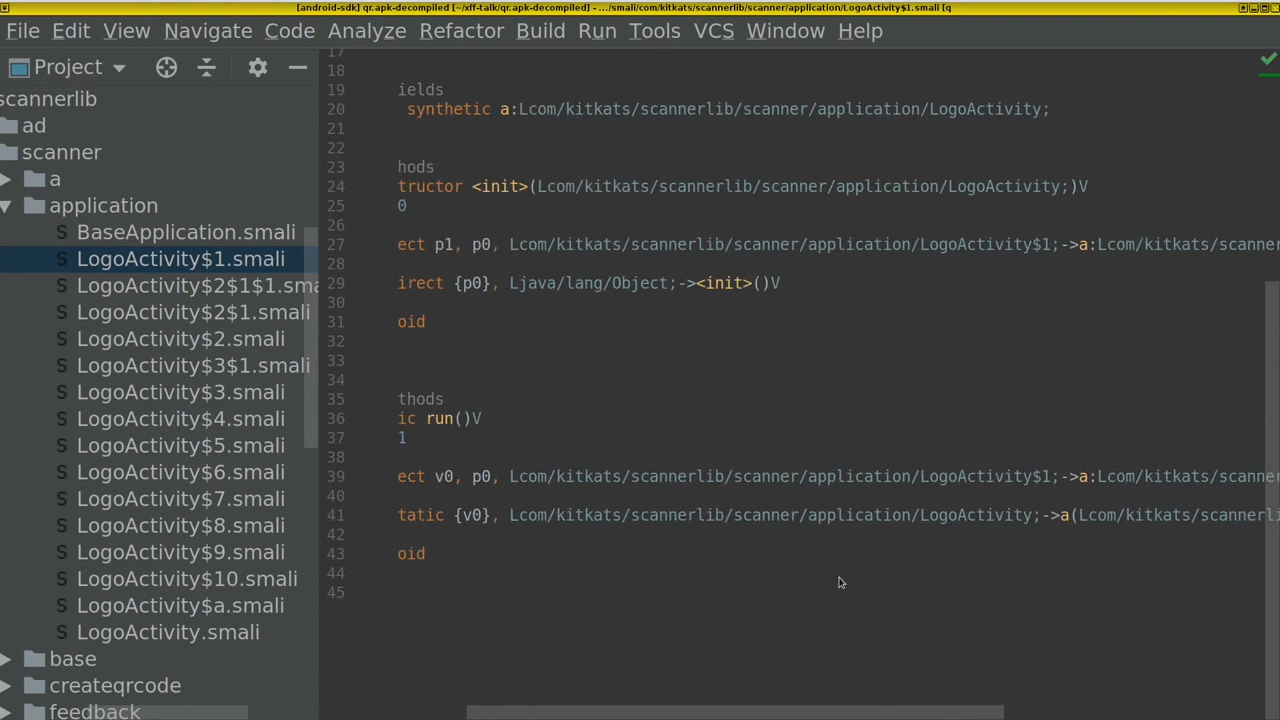 [android-sdk] qr.apk-decompiled [~/xff-talk/qr.apk-decompiled] - .../smali/com/kitkats/scannerlib/scanner/application/LogoActivity$1.smali [q
File Edit View Navigate Code Analyze Refactor Build Run Tools VCS Window Help
Project
scannerlib
ad
scanner
a
application
BaseApplication.smali
LogoActivity$1.smali
LogoActivity$2$1$1.sma
LogoActivity$2$1.smali
LogoActivity$2.smali
LogoActivity$3$1.smali
LogoActivity$3.smali
LogoActivity$4.smali
LogoActivity$5.smali
LogoActivity$6.smali
LogoActivity$7.smali
LogoActivity$8.smali
LogoActivity$9.smali
LogoActivity$10.smali
LogoActivity$a.smali
LogoActivity.smali
base
createqrcode
feedback
17
18
19 ields
20 synthetic a:Lcom/kitkats/scannerlib/scanner/application/LogoActivity;
21
22
23 hods
24 tructor <init>(Lcom/kitkats/scannerlib/scanner/application/LogoActivity;)V
25 0
26
27 ect p1, p0, Lcom/kitkats/scannerlib/scanner/application/LogoActivity$1;->a:Lcom/kitkats/scanner
28
29 irect {p0}, Ljava/lang/Object;-><init>()V
30
31 oid
32
33
34
35 thods
36 ic run()V
37 1
38
39 ect v0, p0, Lcom/kitkats/scannerlib/scanner/application/LogoActivity$1;->a:Lcom/kitkats/scanner
40
41 tatic {v0}, Lcom/kitkats/scannerlib/scanner/application/LogoActivity;->a(Lcom/kitkats/scannerli
42
43 oid
44
45